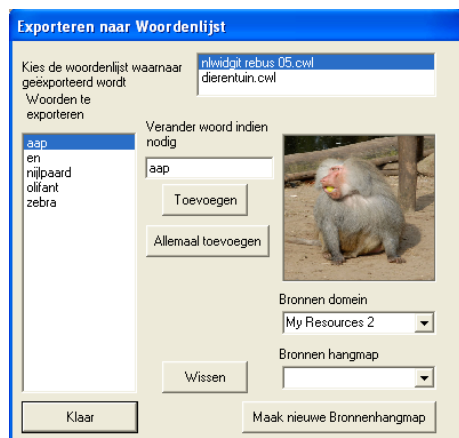 Exporteren naar Woordenlijst
Kies de woordenlijst waarnaar
geëxporteerd wordt
nlwidgit rebus 05.cwl
dierentuin.cwl
Woorden te
exporteren
aap
en
nijlpaard
olifant
zebra
Verander woord indien
nodig
aap
Toevoegen
Allemaal toevoegen
Bronnen domein
My Resources 2
Bronnen hangmap
Wissen
Klaar
Maak nieuwe Bronnenhangmap